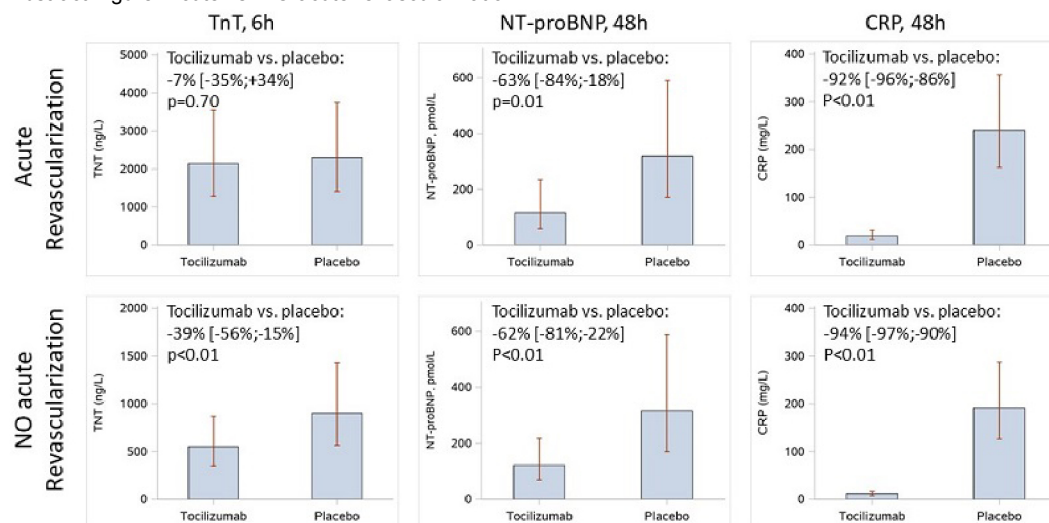 TnT, 6h
NT-proBNP, 48h
CRP, 48h
Acute
Revascularization
5000
4000
3000
2000
1000
0
TNT (ng/L)
Tocilizumab vs. placebo:
-7% [-35%;+34%]
p=0.70
Tocilizumab
Placebo
600
400
200
0
NT-proBNP, pmol/L
Tocilizumab vs. placebo:
-63% [-84%;-18%]
p=0.01
Tocilizumab
Placebo
400
300
200
100
0
CRP (mg/L)
Tocilizumab vs. placebo:
-92% [-96%;-86%]
P<0.01
Tocilizumab
Placebo
NO acute
Revascularization
2000
1500
1000
500
0
TNT (ng/L)
Tocilizumab vs. placebo:
-39% [-56%;-15%]
p<0.01
Tocilizumab
Placebo
600
400
200
0
NT-proBNP, pmol/L
Tocilizumab vs. placebo:
-62% [-81%;-22%]
P<0.01
Tocilizumab
Placebo
400
300
200
100
0
CRP (mg/L)
Tocilizumab vs. placebo:
-94% [-97%;-90%]
P<0.01
Tocilizumab
Placebo